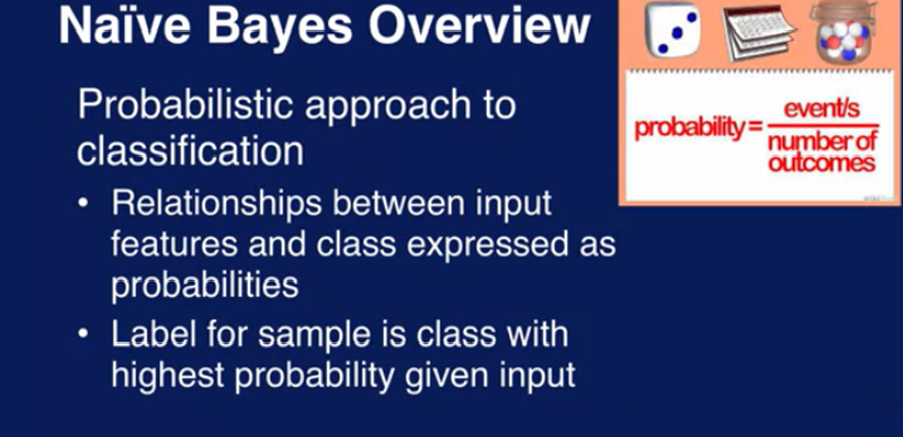 Naïve Bayes Overview
Probabilistic approach to
classification
• Relationships between input
features and class expressed as
probabilities
• Label for sample is class with
highest probability given input
probability = event/s
number of
outcomes